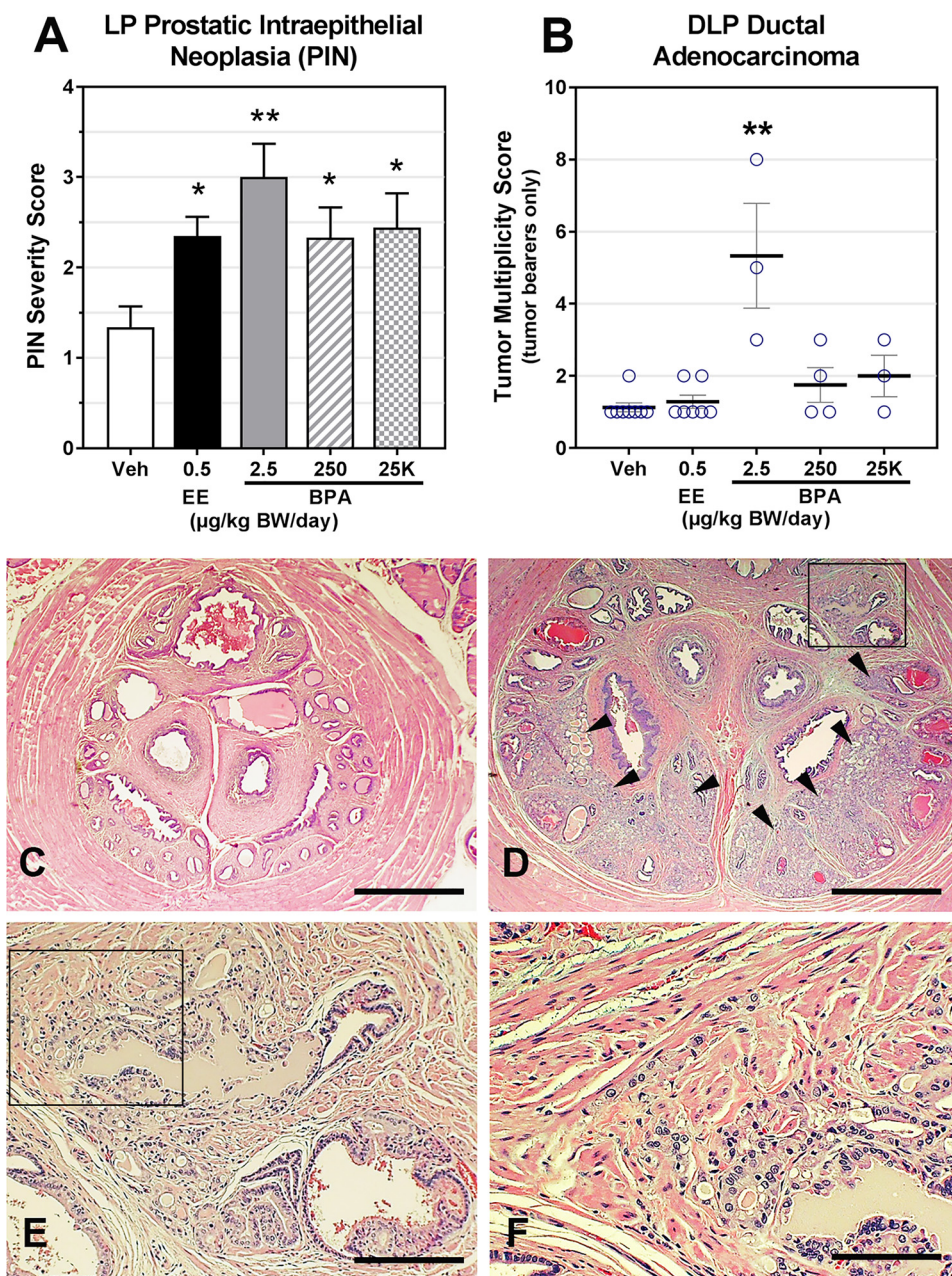 A
LP Prostatic Intraepithelial
Neoplasia (PIN)
PIN Severity Score
4
3
2
1
0
*
**
*
*
Veh
0.5
2.5
250
25K
EE
BPA
(µg/kg BW/day)
B
DLP Ductal
Adenocarcinoma
Tumor Multiplicity Score
(tumor bearers only)
10
8
6
4
2
0
**
Veh
0.5
2.5
250
25K
EE
BPA
(µg/kg BW/day)
C
D
E
F